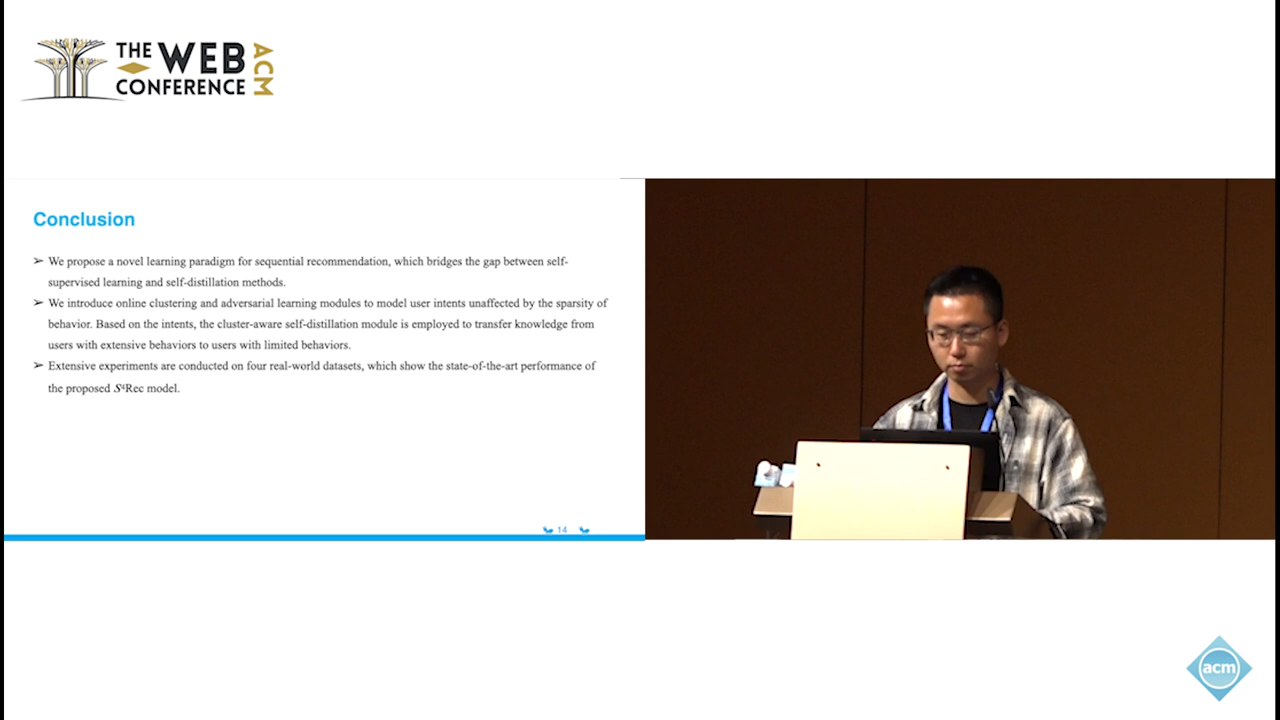 THE WEB
CONFERENCE
ACM
Conclusion
➢ We propose a novel learning paradigm for sequential recommendation, which bridges the gap between self-
supervised learning and self-distillation methods.
➢ We introduce online clustering and adversarial learning modules to model user intents unaffected by the sparsity of
behavior. Based on the intents, the cluster-aware self-distillation module is employed to transfer knowledge from
users with extensive behaviors to users with limited behaviors.
➢ Extensive experiments are conducted on four real-world datasets, which show the state-of-the-art performance of
the proposed S⁴Rec model.
14
acm